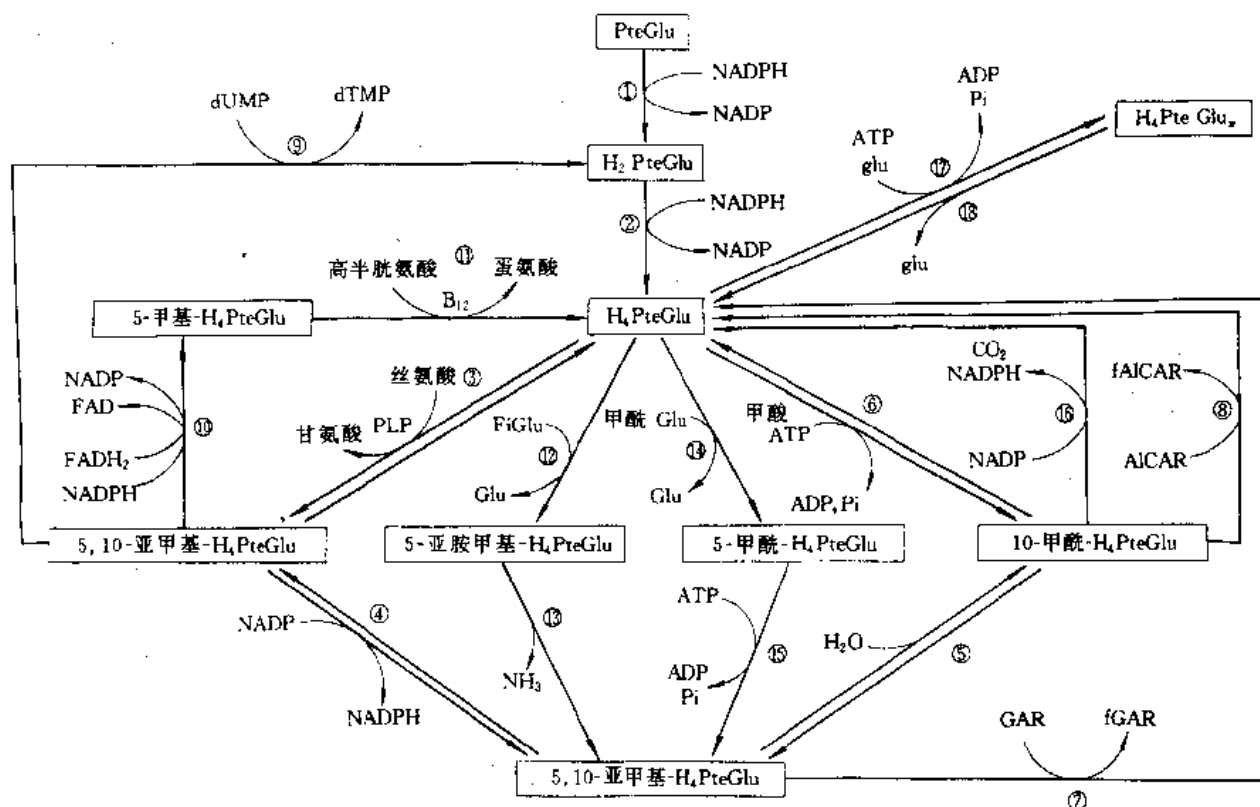 PteGlu
①
NADPH
NADP
dUMP
dTMP
⑨
H₂ PteGlu
ADP
Pi
ATP
glu
⑰
⑱
glu
H₄Pte Gluₓ
②
NADPH
NADP
高半胱氨酸
⑪
蛋氨酸
B₁₂
5-甲基-H₄PteGlu
H₄PteGlu
NADP
FAD
⑩
FADH₂
NADPH
丝氨酸
③
甘氨酸
PLP
FiGlu
⑫
Glu
甲酰 Glu
⑭
Glu
甲酸
ATP
⑥
ADP,Pi
CO₂
NADPH
⑯
NADP
fAICAR
⑧
AICAR
5,10-亚甲基-H₄PteGlu
5-亚胺甲基-H₄PteGlu
5-甲酰-H₄PteGlu
10-甲酰-H₄PteGlu
NADP
④
NADPH
⑬
NH₃
ATP
⑮
ADP
Pi
H₂O
⑤
GAR
fGAR
⑦
5,10-亚甲基-H₄PteGlu